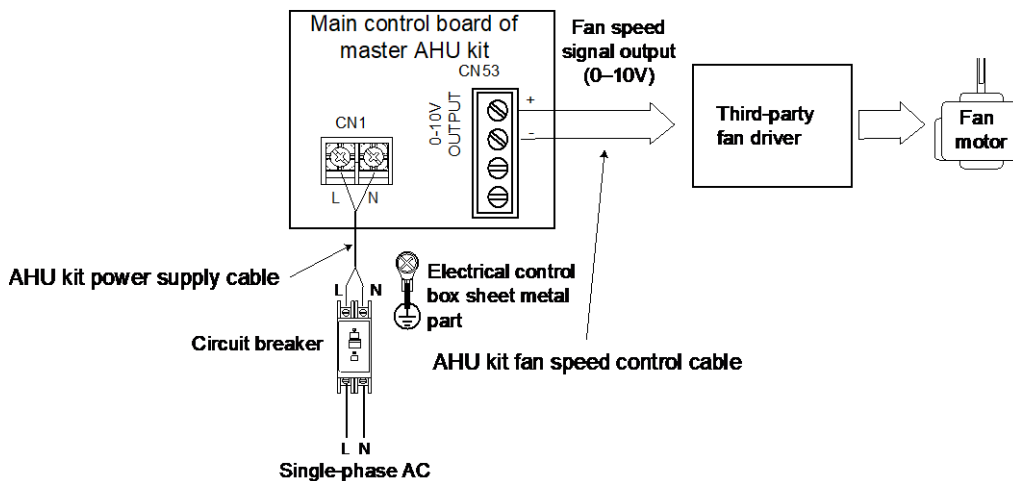 Main control board of
master AHU kit
CN53
0-10V
OUTPUT
+
-
CN1
L N
Fan speed
signal output
(0–10V)
Third-party
fan driver
Fan
motor
AHU kit power supply cable
L N
Electrical control
box sheet metal
part
Circuit breaker
AHU kit fan speed control cable
L N
Single-phase AC